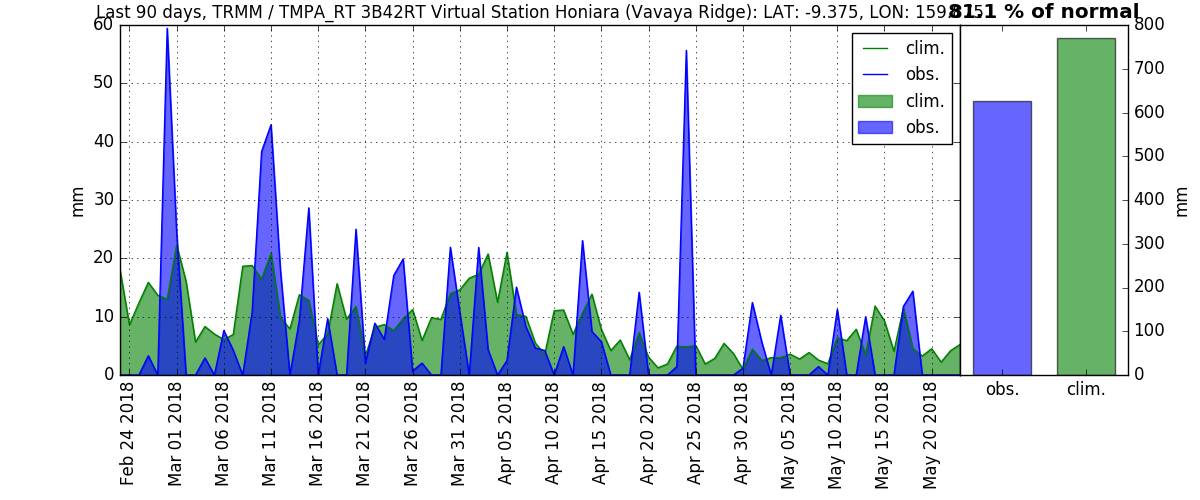 Last 90 days, TRMM / TMPA_RT 3B42RT Virtual Station Honiara (Vavaya Ridge): LAT: -9.375, LON:
81.1 % of normal
60
50
40
30
20
10
0
mm
clim.
obs.
clim.
obs.
800
700
600
500
400
300
200
100
0
mm
obs.
clim.
Feb 24 2018
Mar 01 2018
Mar 06 2018
Mar 11 2018
Mar 16 2018
Mar 21 2018
Mar 26 2018
Mar 31 2018
Apr 05 2018
Apr 10 2018
Apr 15 2018
Apr 20 2018
Apr 25 2018
Apr 30 2018
May 05 2018
May 10 2018
May 15 2018
May 20 2018